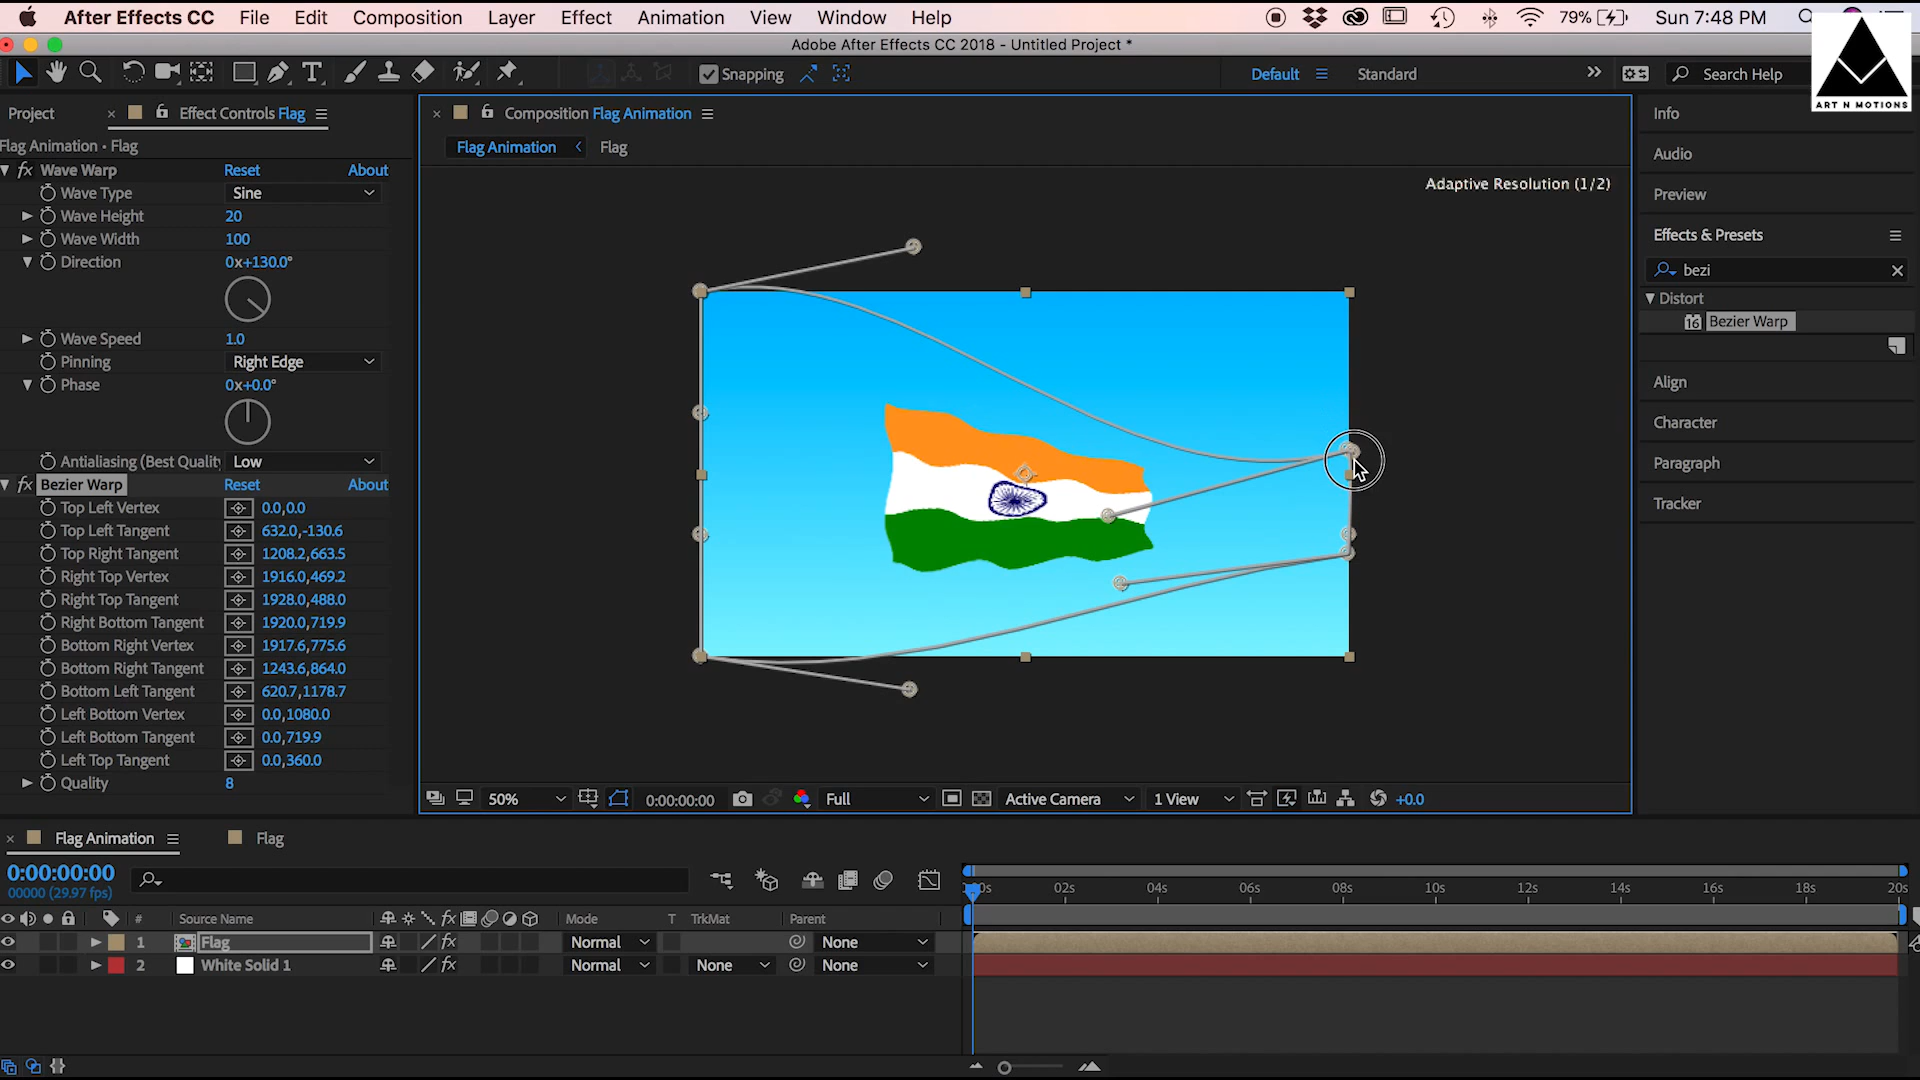 After Effects CC File Edit Composition Layer Effect Animation View Window Help 79% Sun 7:48 PM
Adobe After Effects CC 2018 - Untitled Project *
Snapping Default Standard Search Help
ART N MOTIONS
Project Effect Controls Flag
Composition Flag Animation
Info
Flag Animation • Flag
Flag Animation Flag
Audio
fx Wave Warp Reset About
Adaptive Resolution (1/2)
Wave Type Sine
Preview
Wave Height 20
Wave Width 100
Effects & Presets
Direction 0x+130.0°
bezi
Distort
Bezier Warp
Wave Speed 1.0
Pinning Right Edge
Phase 0x+0.0°
Align
Character
Antialiasing (Best Quality Low
Paragraph
fx Bezier Warp Reset About
Tracker
Top Left Vertex 0.0,0.0
Top Left Tangent 632.0,-130.6
Top Right Tangent 1208.2,663.5
Right Top Vertex 1916.0,469.2
Right Top Tangent 1928.0,488.0
Right Bottom Tangent 1920.0,719.9
Bottom Right Vertex 1917.6,775.6
Bottom Right Tangent 1243.6,864.0
Bottom Left Tangent 620.7,1178.7
Left Bottom Vertex 0.0,1080.0
Left Bottom Tangent 0.0,719.9
Left Top Tangent 0.0,360.0
Quality 8
50% 0:00:00:00 Full Active Camera 1 View +0.0
Flag Animation Flag
0:00:00:00
00000 (29.97 fps)
02s 04s 06s 08s 10s 12s 14s 16s 18s 20s
# Source Name fx Mode T TrkMat Parent
1 Flag fx Normal None
2 White Solid 1 fx Normal None None